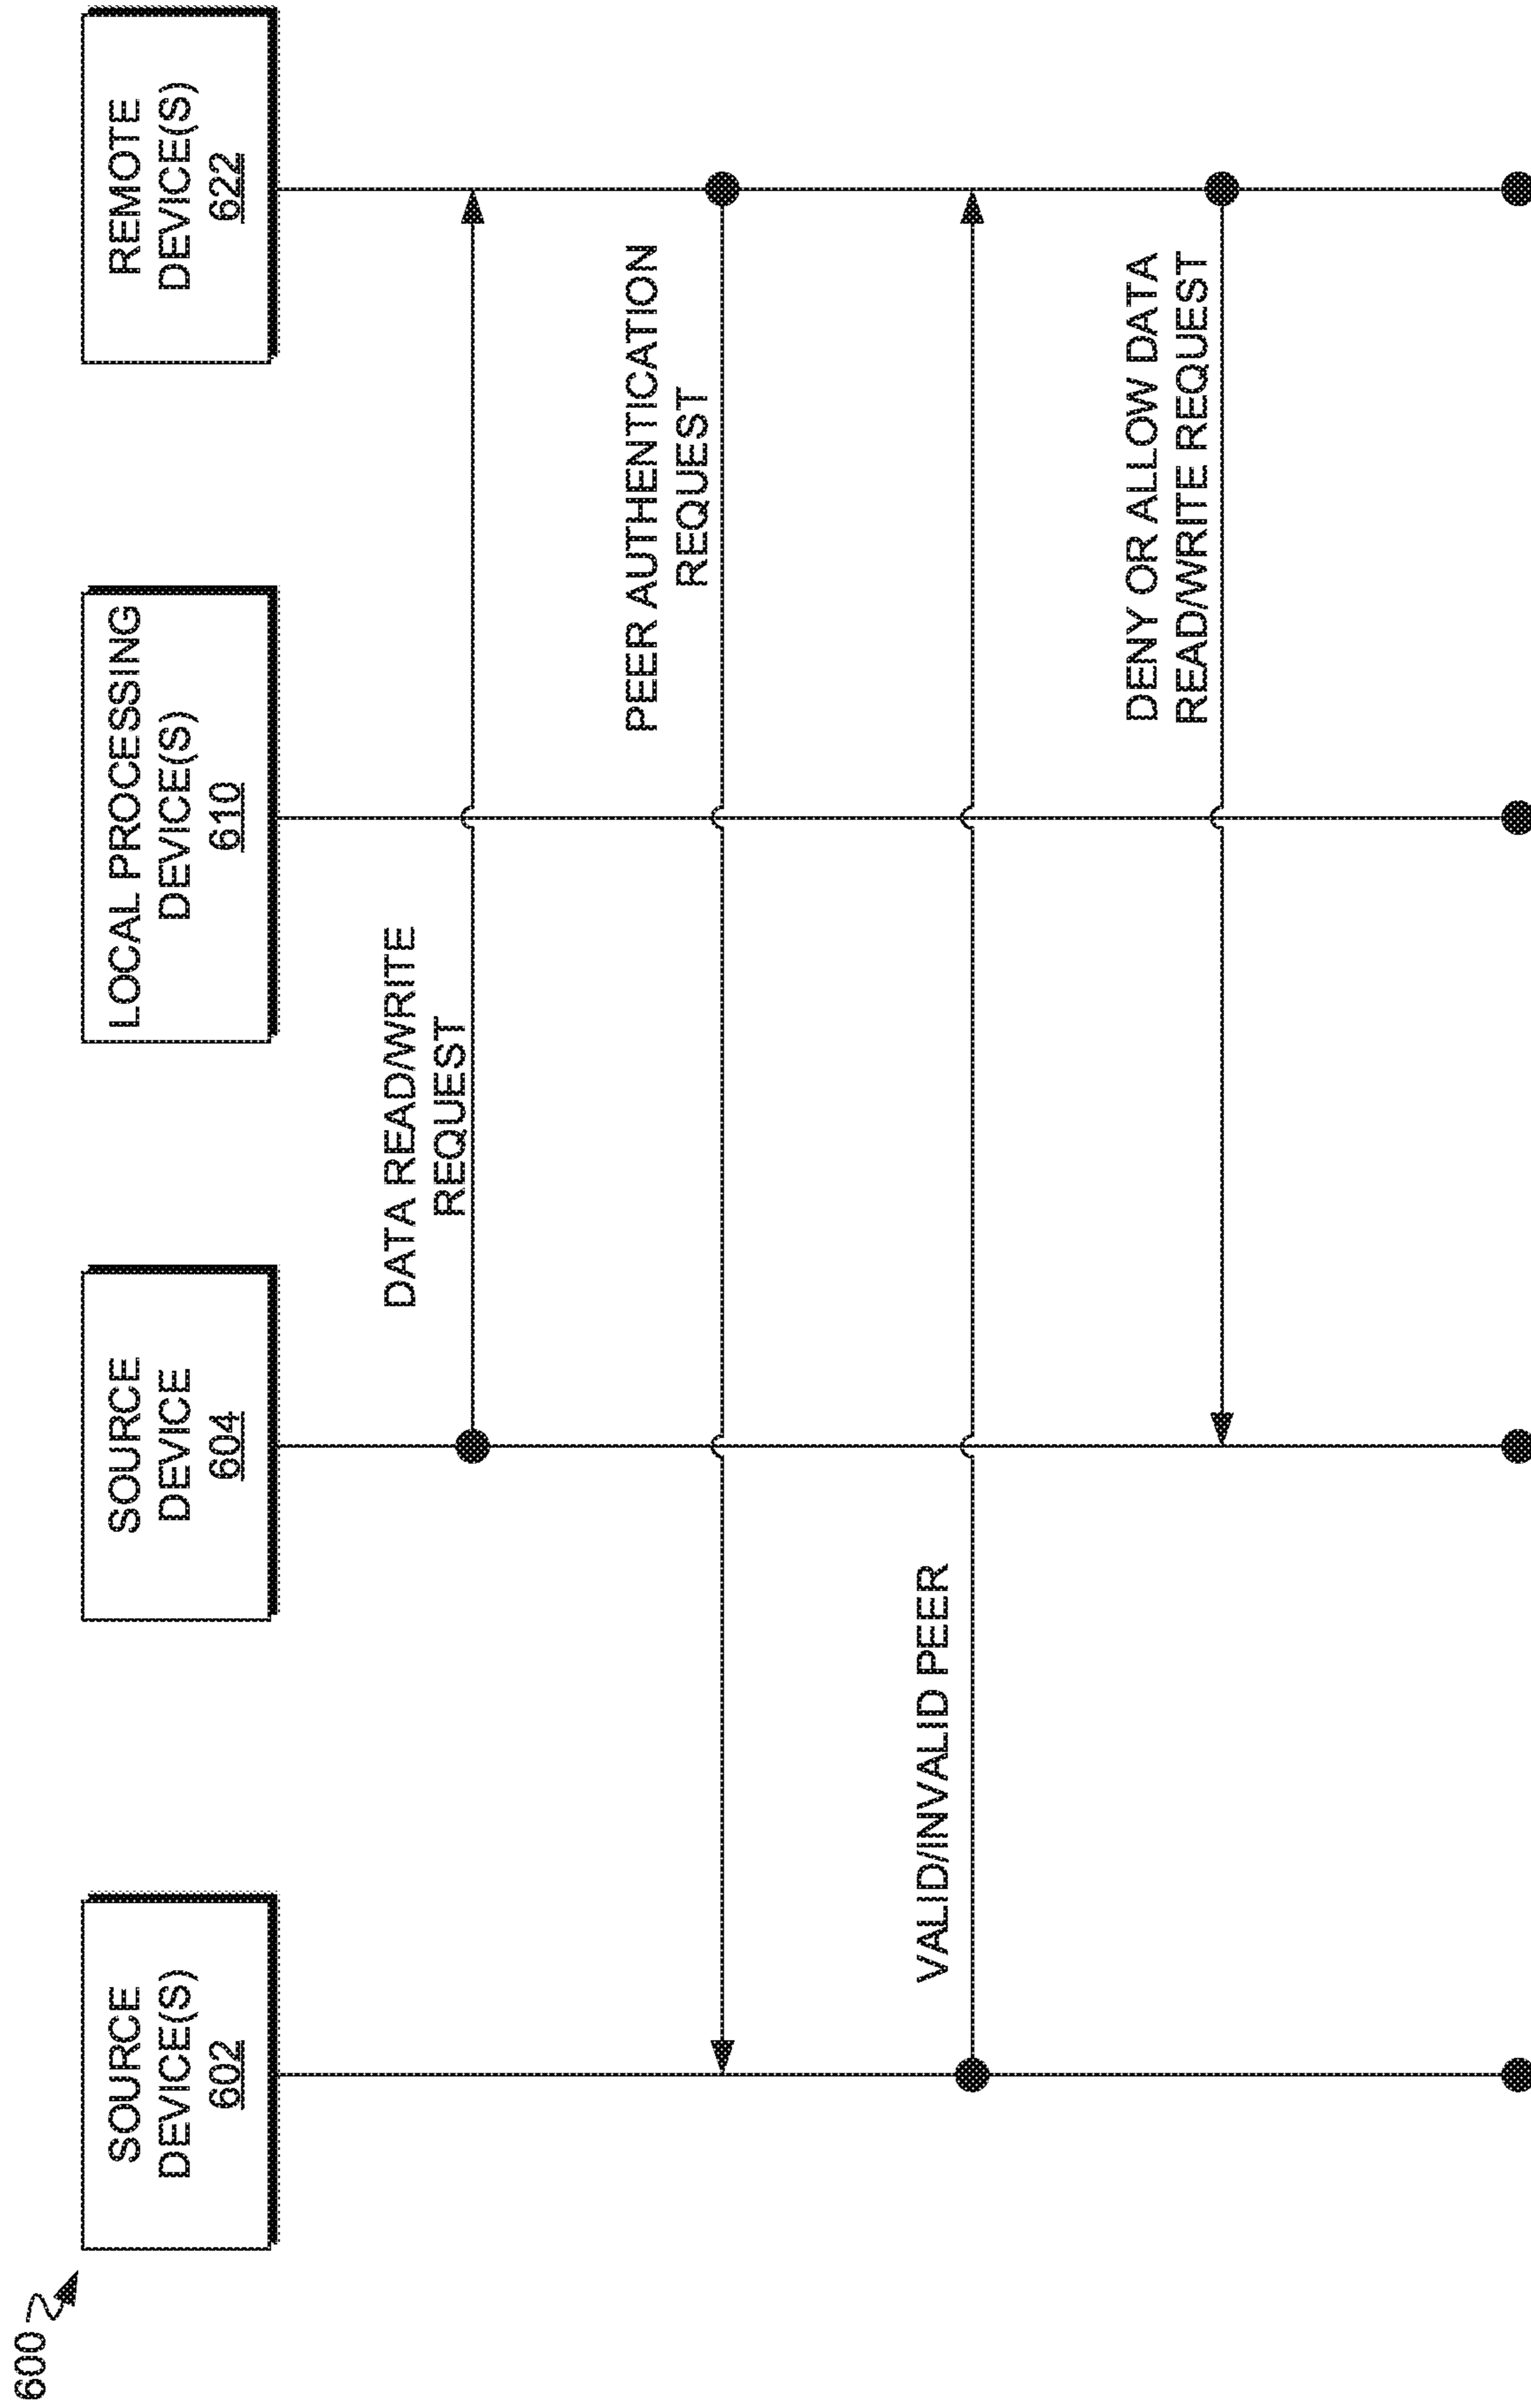 600
SOURCE
DEVICE(S)
602
SOURCE
DEVICE
604
LOCAL PROCESSING
DEVICE(S)
610
REMOTE
DEVICE(S)
622
DATA READ/WRITE
REQUEST
PEER AUTHENTICATION
REQUEST
VALID/INVALID PEER
DENY OR ALLOW DATA
READ/WRITE REQUEST